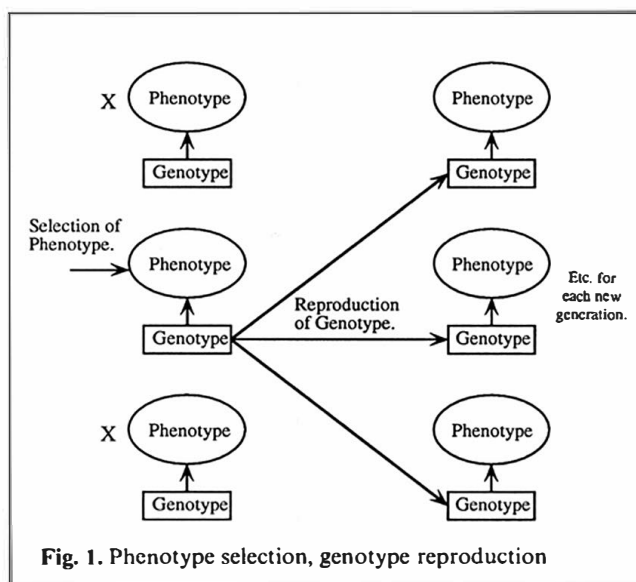 X Phenotype Phenotype
Genotype Genotype
Selection of
Phenotype.
Phenotype Phenotype
Etc. for
each new
generation.
Reproduction
of Genotype.
Genotype Genotype
X Phenotype Phenotype
Genotype Genotype
Fig. 1. Phenotype selection, genotype reproduction